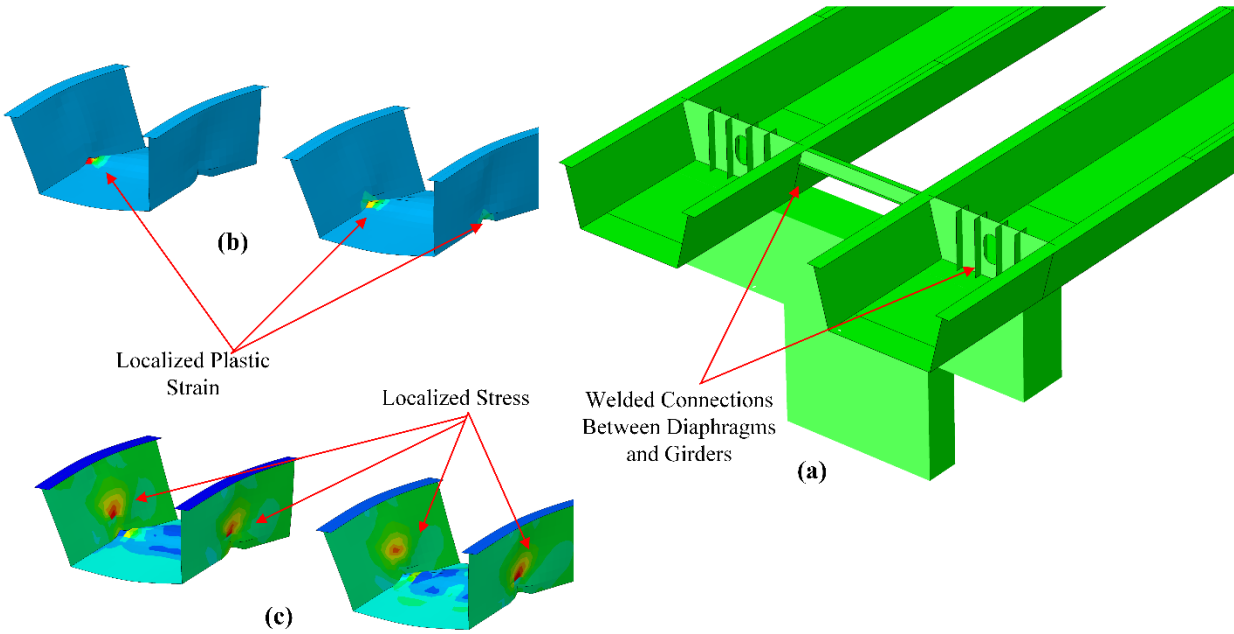 (b)
Localized Plastic
Strain
Localized Stress
(c)
Welded Connections
Between Diaphragms
and Girders
(a)